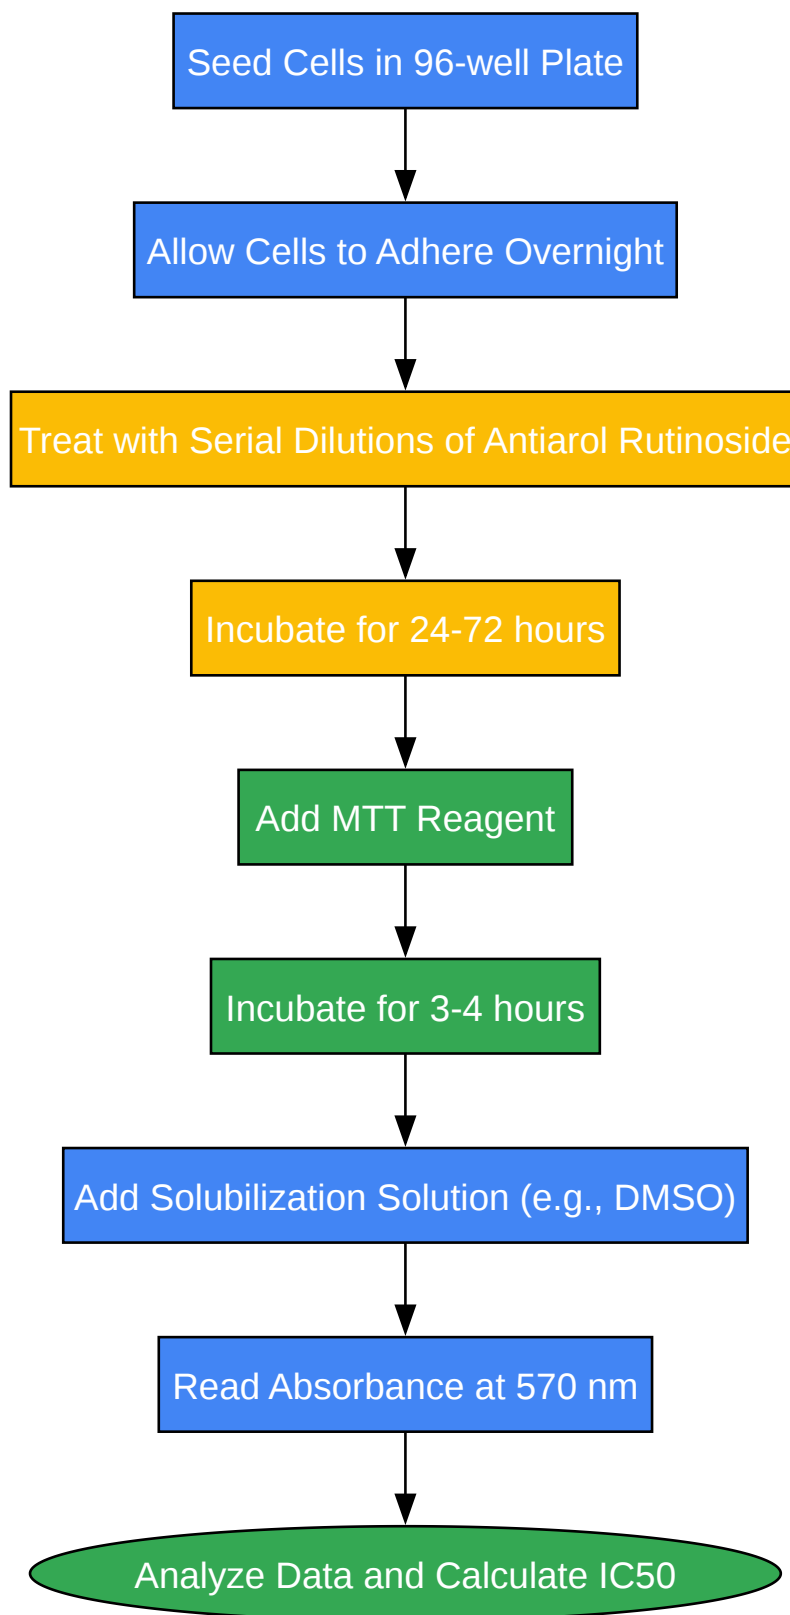 Seed Cells in 96-well Plate
Allow Cells to Adhere Overnight
Treat with Serial Dilutions of Antiarol Rutinoside
Incubate for 24-72 hours
Add MTT Reagent
Incubate for 3-4 hours
Add Solubilization Solution (e.g., DMSO)
Read Absorbance at 570 nm
Analyze Data and Calculate IC50